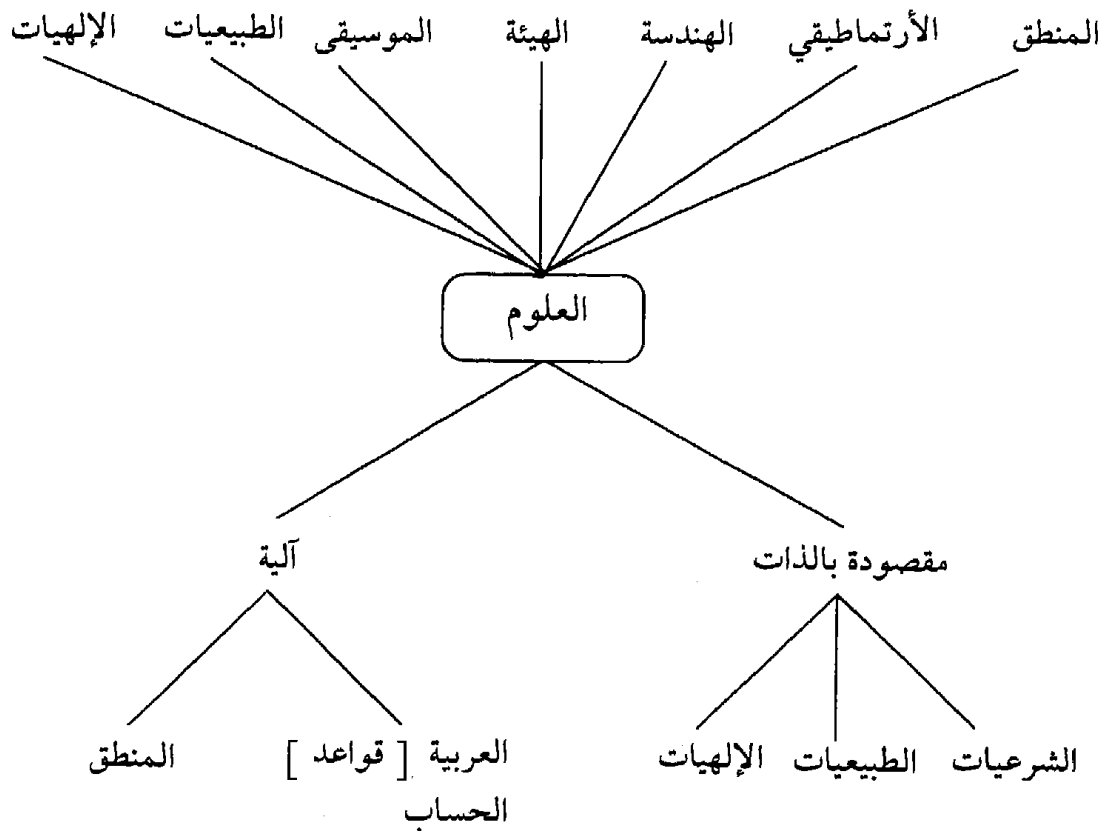 المنطق الأرتماطيقي الهندسة الهيئة الموسيقى الطبيعيات الإلهيات
العلوم
مقصودة بالذات آلية
الشرعيات الطبيعيات الإلهيات العربية [ قواعد ] المنطق
الحساب